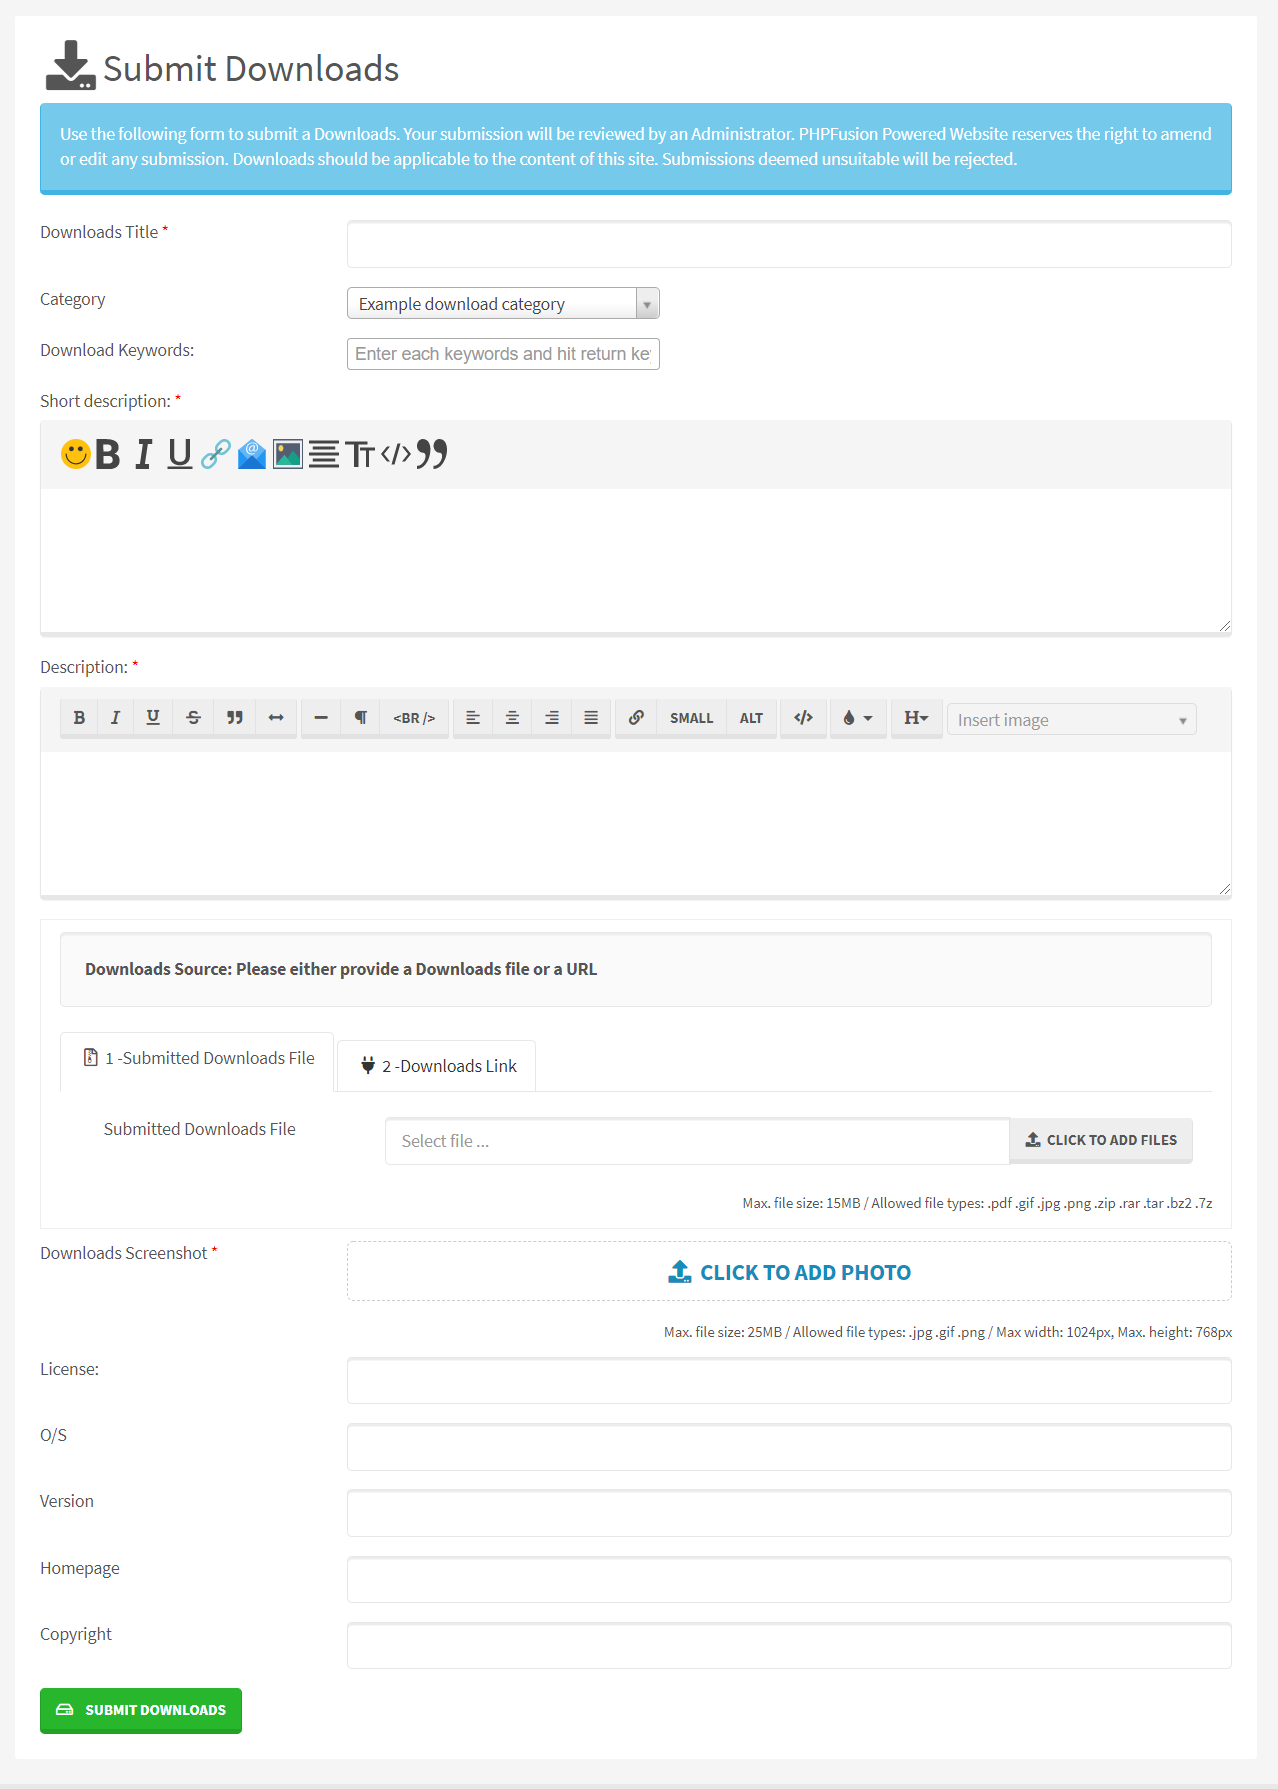 Submit Downloads
Use the following form to submit a Downloads. Your submission will be reviewed by an Administrator. PHPFusion Powered Website reserves the right to amend
or edit any submission. Downloads should be applicable to the content of this site. Submissions deemed unsuitable will be rejected.
Downloads Title *
Category
Example download category
Download Keywords:
Enter each keywords and hit return ke
Short description: *
B I U TT </> ”
Description: *
B I U S ” — ¶ <BR /> SMALL ALT </> H Insert image
Downloads Source: Please either provide a Downloads file or a URL
1 -Submitted Downloads File
2 -Downloads Link
Submitted Downloads File
Select file ...
CLICK TO ADD FILES
Max. file size: 15MB / Allowed file types: .pdf .gif .jpg .png .zip .rar .tar .bz2 .7z
Downloads Screenshot *
CLICK TO ADD PHOTO
Max. file size: 25MB / Allowed file types: .jpg .gif .png / Max width: 1024px, Max. height: 768px
License:
O/S
Version
Homepage
Copyright
SUBMIT DOWNLOADS